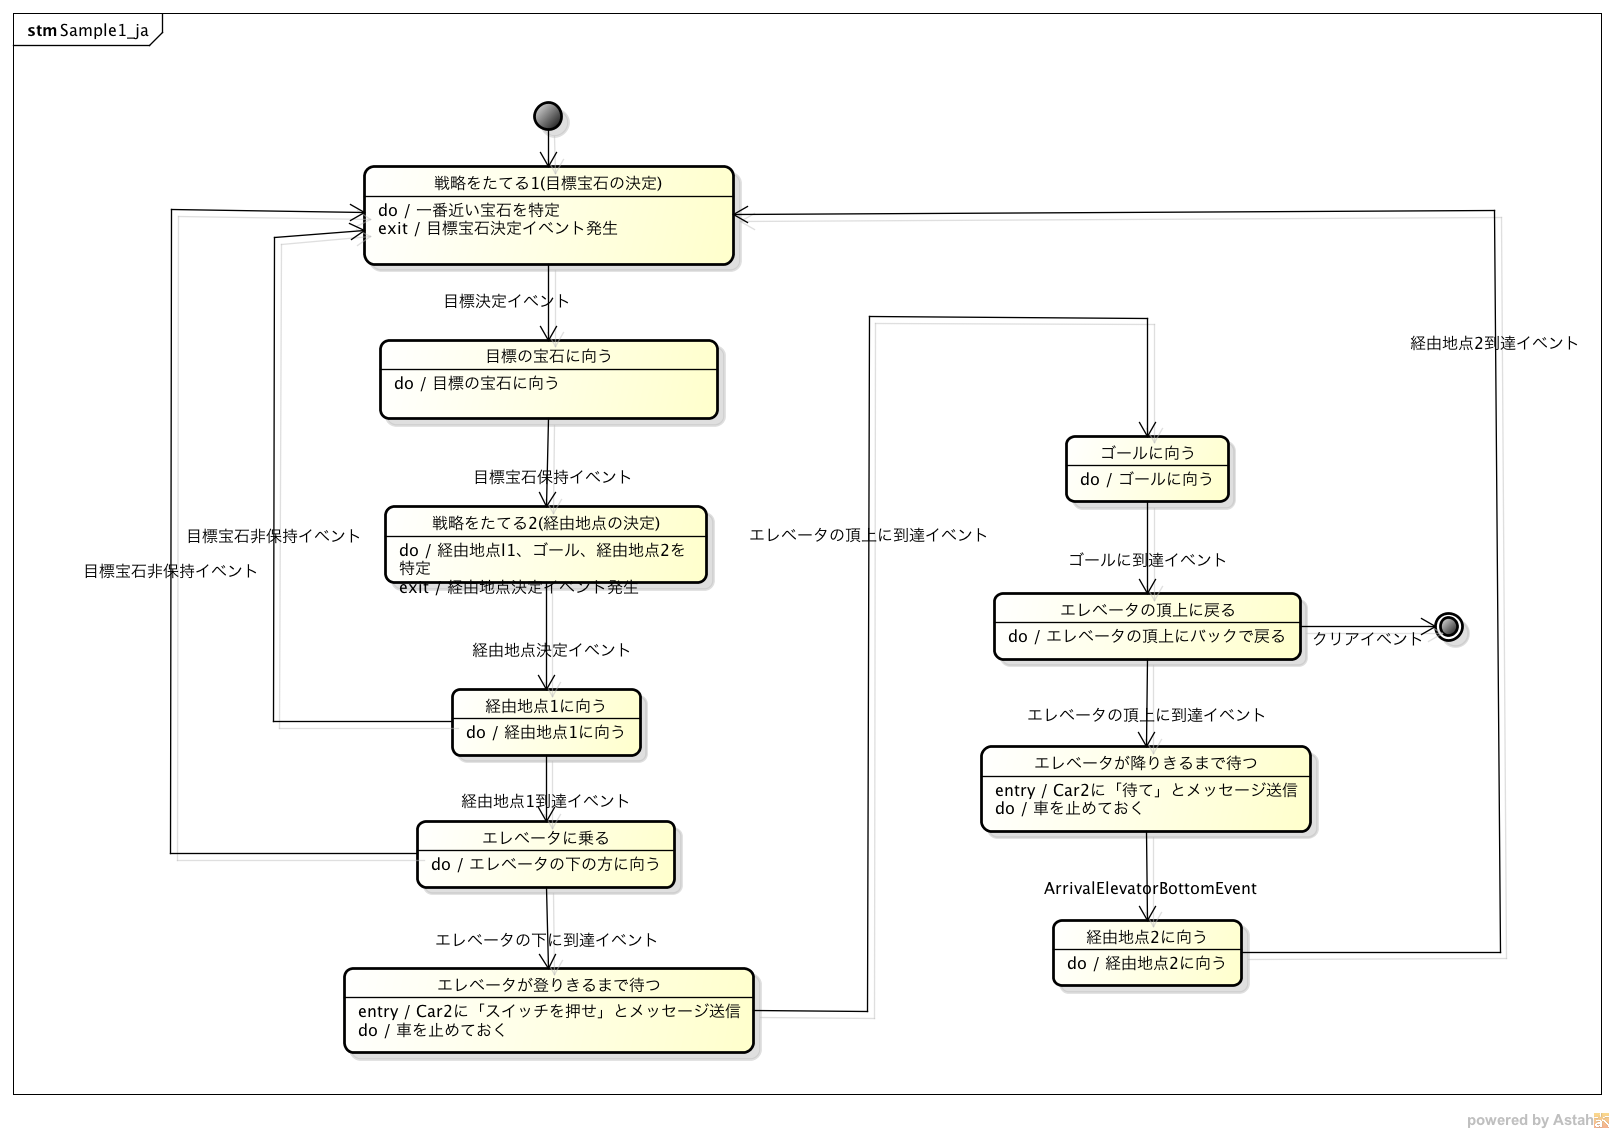 stm Sample1_ja
戦略をたてる1(目標宝石の決定)
do / 一番近い宝石を特定
exit / 目標宝石決定イベント発生
目標決定イベント
目標の宝石に向う
do / 目標の宝石に向う
目標宝石保持イベント
戦略をたてる2(経由地点の決定)
do / 経由地点l1、ゴール、経由地点2を
特定
exit / 経由地点決定イベント発生
目標宝石非保持イベント
目標宝石非保持イベント
経由地点決定イベント
経由地点1に向う
do / 経由地点1に向う
経由地点1到達イベント
エレベータに乗る
do / エレベータの下の方に向う
エレベータの下に到達イベント
エレベータが登りきるまで待つ
entry / Car2に「スイッチを押せ」とメッセージ送信
do / 車を止めておく
エレベータの頂上に到達イベント
ゴールに向う
do / ゴールに向う
ゴールに到達イベント
エレベータの頂上に戻る
do / エレベータの頂上にバックで戻る
クリアイベント
エレベータの頂上に到達イベント
エレベータが降りきるまで待つ
entry / Car2に「待て」とメッセージ送信
do / 車を止めておく
ArrivalElevatorBottomEvent
経由地点2に向う
do / 経由地点2に向う
経由地点2到達イベント
powered by Astah